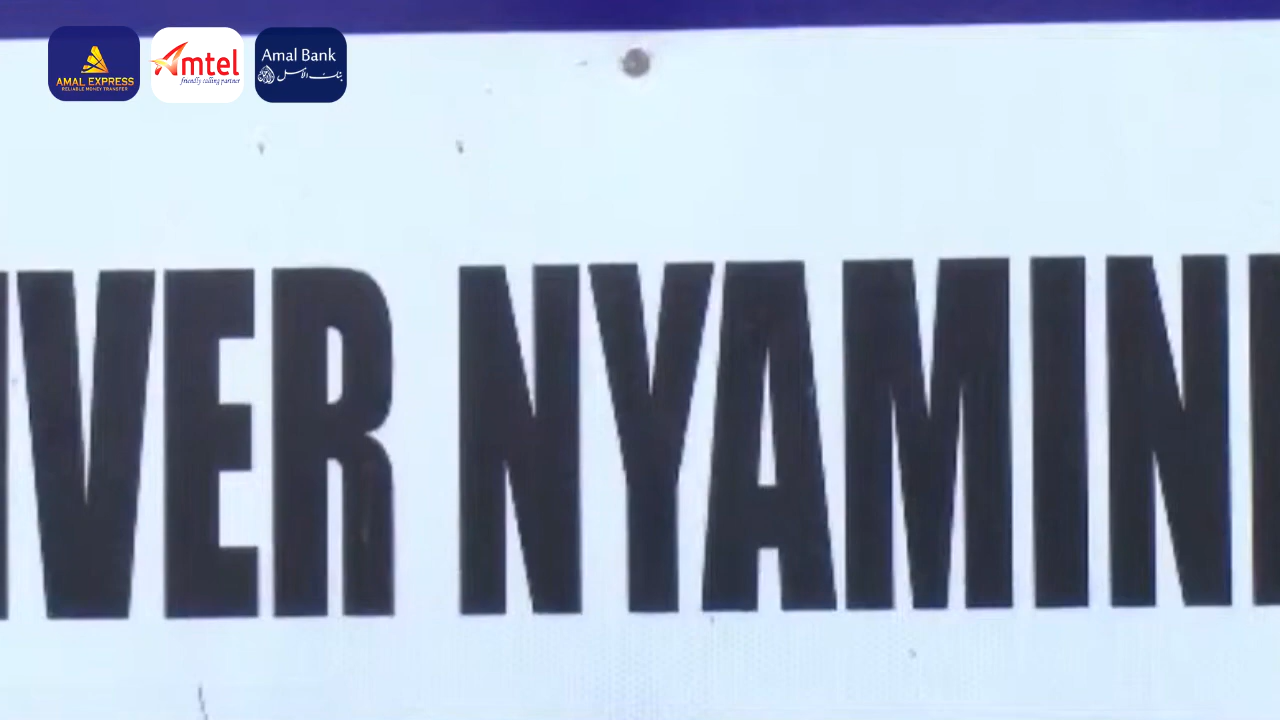 AMAL EXPRESS
RELIABLE MONEY TRANSFER
Amtel
friendly calling partner
Amal Bank
بنك الأمل
IVER NYAMIN